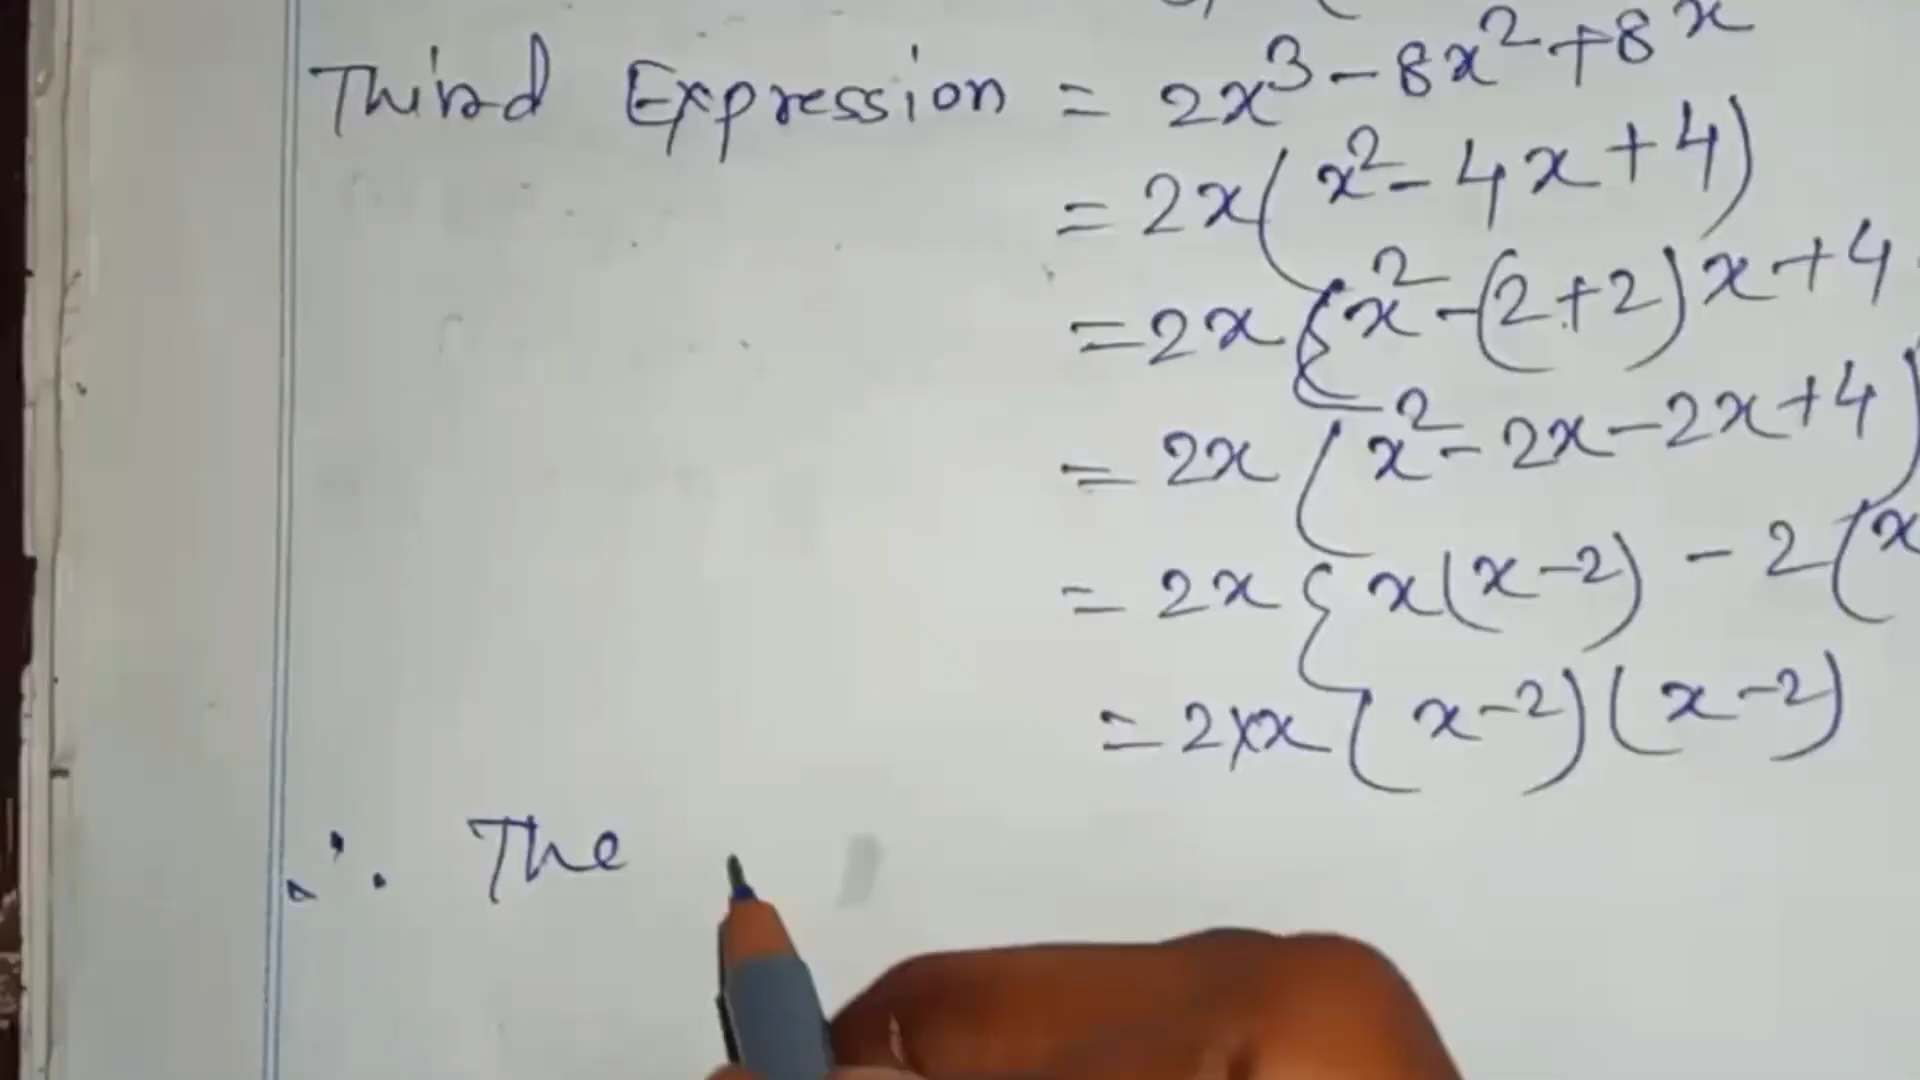 Third Expression = 2x³ - 8x² + 8x
= 2x(x² - 4x + 4)
= 2x{x² - (2+2)x + 4
= 2x(x² - 2x - 2x + 4)
= 2x{x(x-2) - 2(x
= 2×x(x-2)(x-2)
∴ The